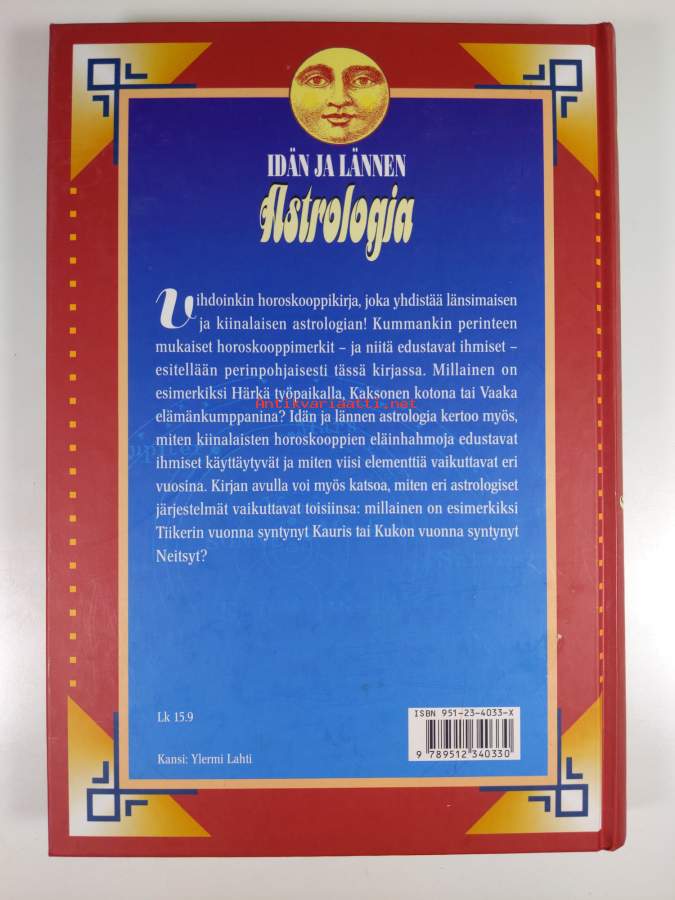 IDÄN JA LÄNNEN
Astrologia
Vihdoinkin horoskooppikirja, joka yhdistää länsimaisen
ja kiinalaisen astrologian! Kummankin perinteen
mukaiset horoskooppimerkit – ja niitä edustavat ihmiset –
esitellään perinpohjaisesti tässä kirjassa. Millainen on
esimerkiksi Härkä työpaikalla, Kaksonen kotona tai Vaaka
Antikvariaatti.net
elämänkumppanina? Idän ja lännen astrologia kertoo myös,
miten kiinalaisten horoskooppien eläinhahmoja edustavat
ihmiset käyttäytyvät ja miten viisi elementtiä vaikuttavat eri
vuosina. Kirjan avulla voi myös katsoa, miten eri astrologiset
järjestelmät vaikuttavat toisiinsa: millainen on esimerkiksi
Tiikerin vuonna syntynyt Kauris tai Kukon vuonna syntynyt
Neitsyt?
ISBN 951-23-4033-X
Lk 15.9
9 789512 340330
Kansi: Ylermi Lahti